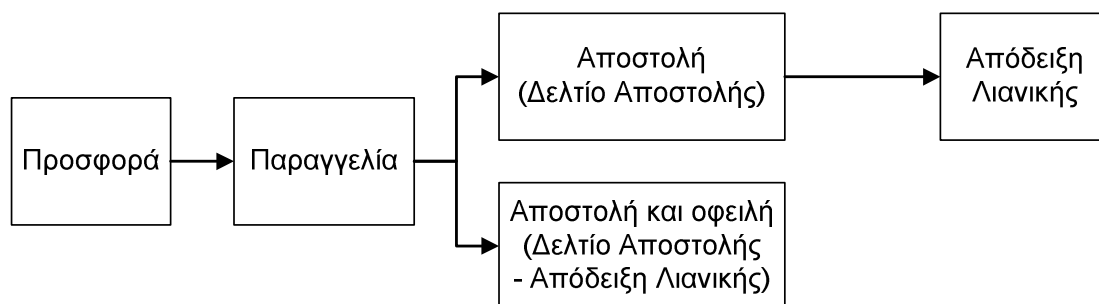 Προσφορά
Παραγγελία
Αποστολή
(Δελτίο Αποστολής)
Απόδειξη
Λιανικής
Αποστολή και οφειλή
(Δελτίο Αποστολής
- Απόδειξη Λιανικής)